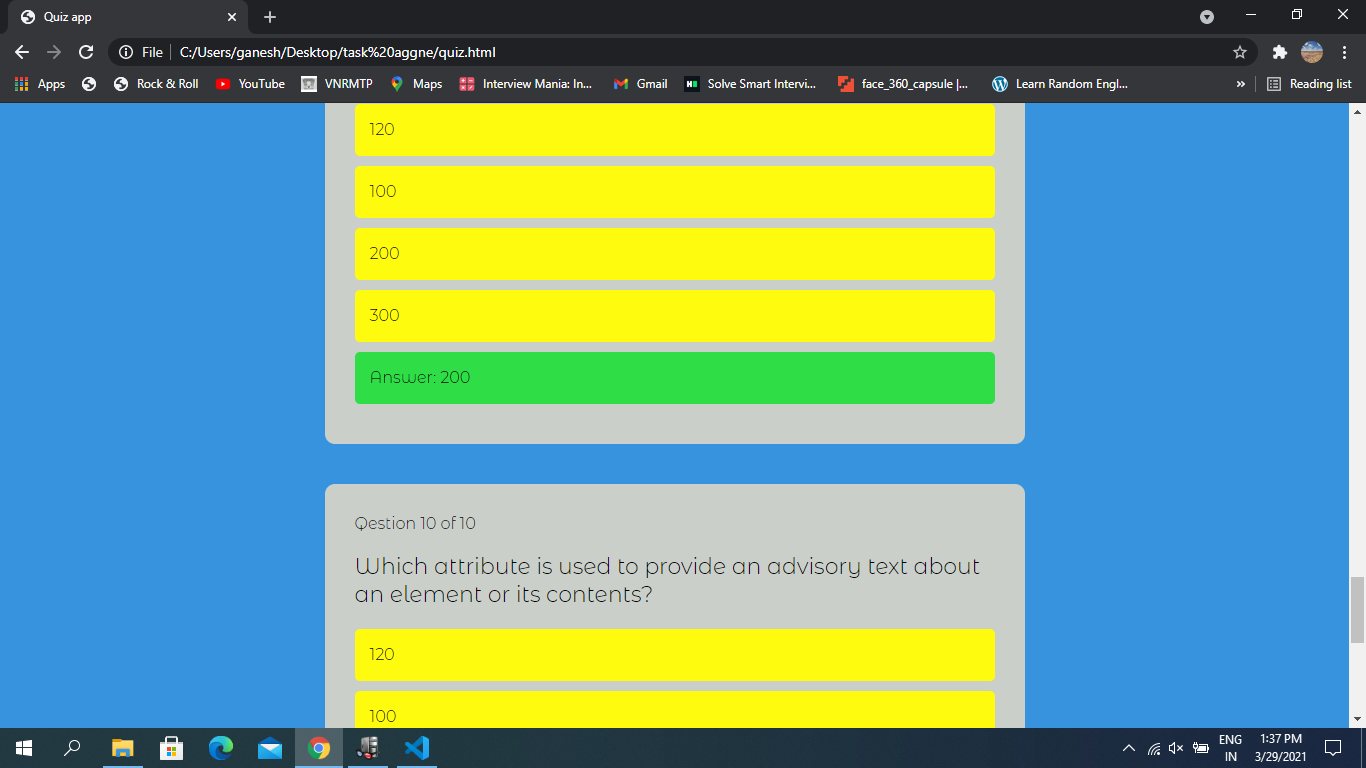 Quiz app
File
C:/Users/ganesh/Desktop/task%20aggne/quiz.html
Apps
Rock & Roll
YouTube
VNRMTP
Maps
Interview Mania: In...
Gmail
Solve Smart Intervi...
face_360_capsule |...
Learn Random Engl...
»
Reading list
120
100
200
300
Answer: 200
Qestion 10 of 10
Which attribute is used to provide an advisory text about
an element or its contents?
120
100
ENG
IN
1:37 PM
3/29/2021